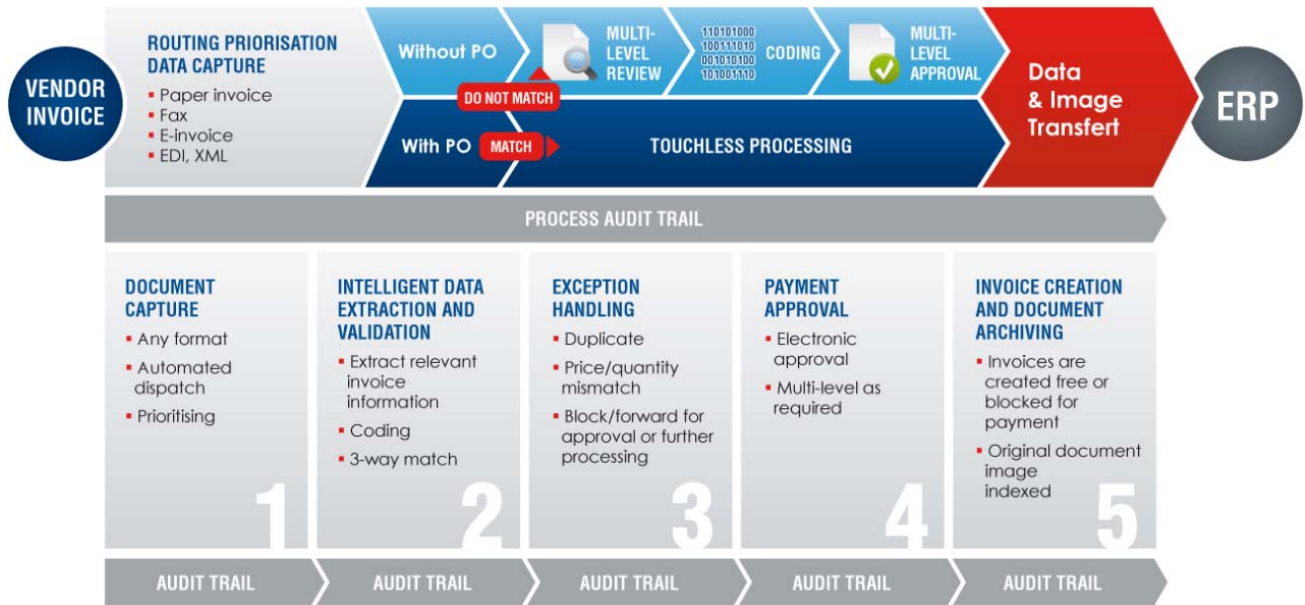 VENDOR
INVOICE
ROUTING PRIORISATION
DATA CAPTURE
▪ Paper invoice
▪ Fax
▪ E-invoice
▪ EDI, XML
Without PO
MULTI-
LEVEL
REVIEW
110101000
100111010
001010100
101001110
CODING
MULTI-
LEVEL
APPROVAL
DO NOT MATCH
With PO
MATCH
TOUCHLESS PROCESSING
Data
& Image
Transfert
ERP
PROCESS AUDIT TRAIL
DOCUMENT
CAPTURE
▪ Any format
▪ Automated
dispatch
▪ Prioritising
1
INTELLIGENT DATA
EXTRACTION AND
VALIDATION
▪ Extract relevant
invoice
information
▪ Coding
▪ 3-way match
2
EXCEPTION
HANDLING
▪ Duplicate
▪ Price/quantity
mismatch
▪ Block/forward for
approval or further
processing
3
PAYMENT
APPROVAL
▪ Electronic
approval
▪ Multi-level as
required
4
INVOICE CREATION
AND DOCUMENT
ARCHIVING
▪ Invoices are
created free or
blocked for
payment
▪ Original document
image
indexed
5
AUDIT TRAIL
AUDIT TRAIL
AUDIT TRAIL
AUDIT TRAIL
AUDIT TRAIL